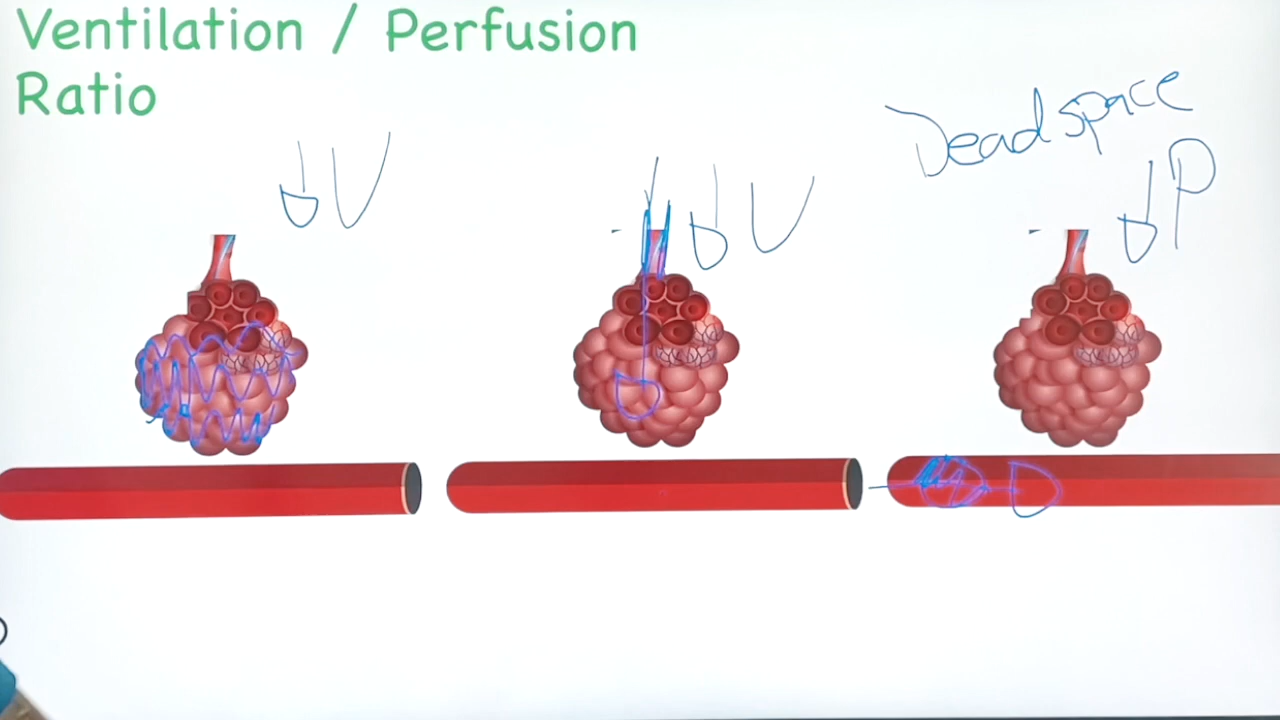 Ventilation / Perfusion
Ratio
Dead space
↓V
↓V
↓P